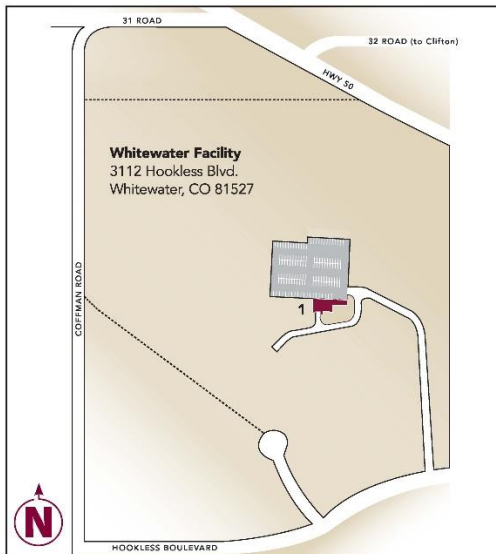 31 ROAD
32 ROAD (to Clifton)
HWY 50
Whitewater Facility
3112 Hookless Blvd.
Whitewater, CO 81527
COFFMAN ROAD
1
N
HOOKLESS BOULEVARD